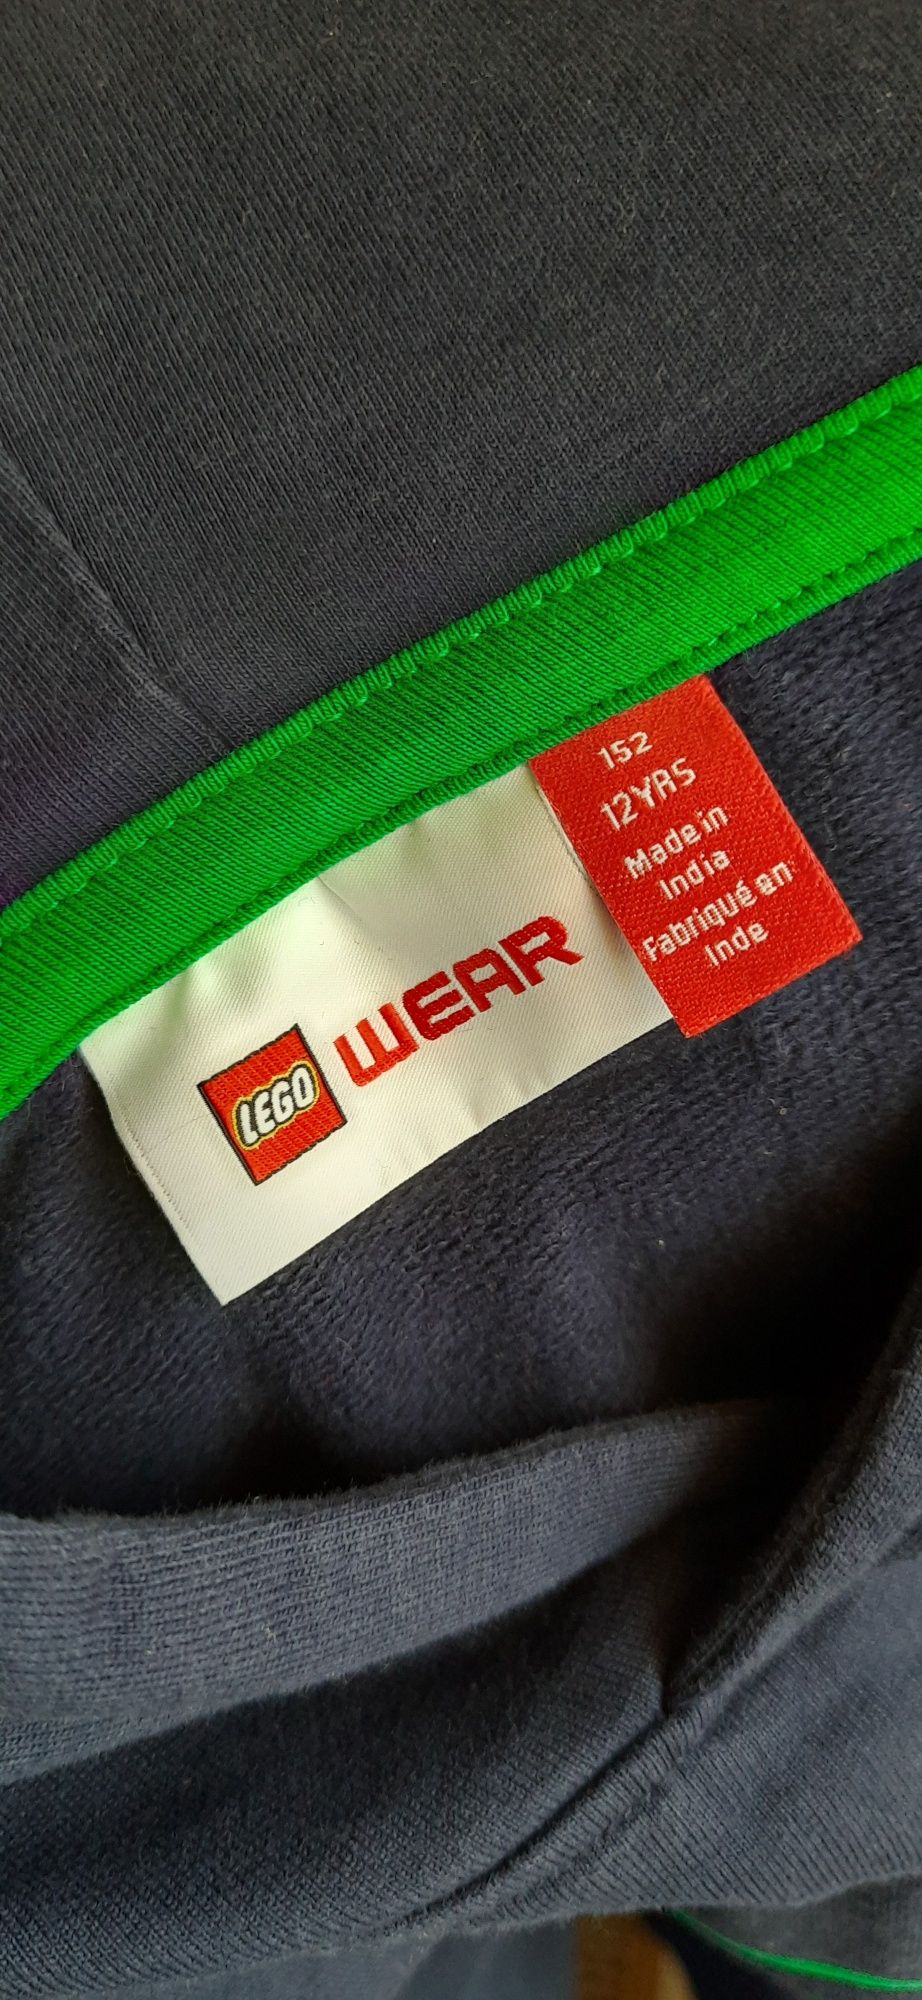 LEGO WEAR
152
12YRS
Made in
India
Fabriqué en
Inde